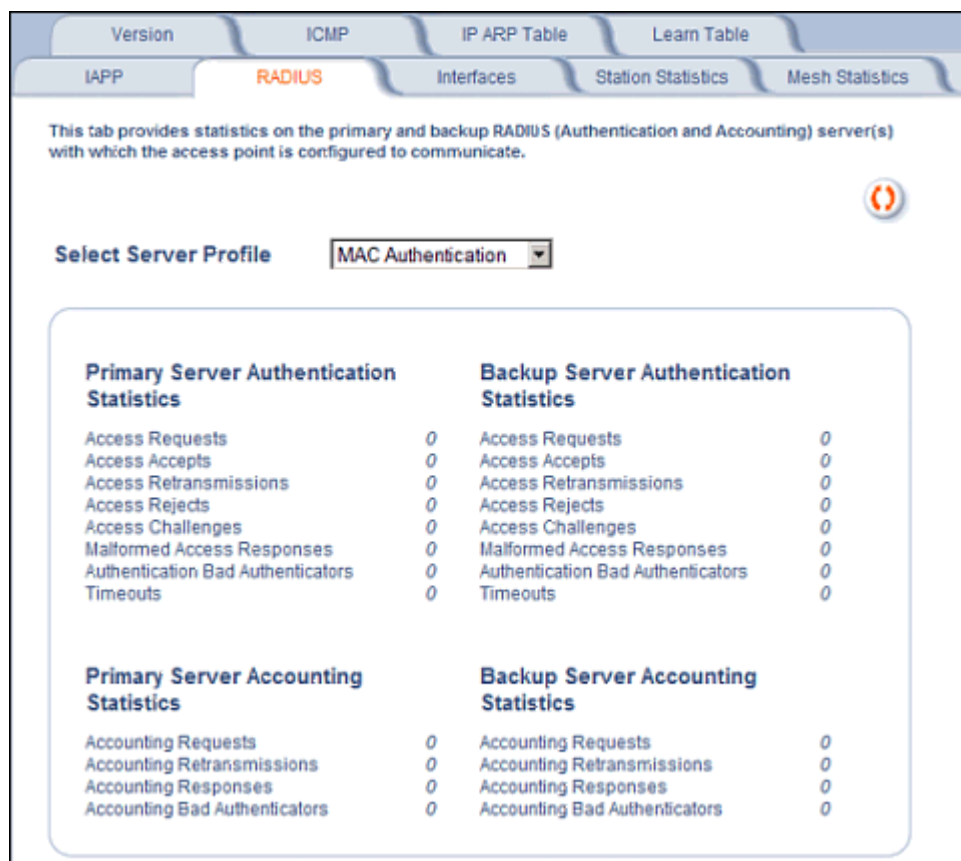 Version ICMP IP ARP Table Learn Table
IAPP RADIUS Interfaces Station Statistics Mesh Statistics
This tab provides statistics on the primary and backup RADIUS (Authentication and Accounting) server(s)
with which the access point is configured to communicate.
Select Server Profile MAC Authentication
Primary Server Authentication
Statistics
Access Requests 0
Access Accepts 0
Access Retransmissions 0
Access Rejects 0
Access Challenges 0
Malformed Access Responses 0
Authentication Bad Authenticators 0
Timeouts 0
Backup Server Authentication
Statistics
Access Requests 0
Access Accepts 0
Access Retransmissions 0
Access Rejects 0
Access Challenges 0
Malformed Access Responses 0
Authentication Bad Authenticators 0
Timeouts 0
Primary Server Accounting
Statistics
Accounting Requests 0
Accounting Retransmissions 0
Accounting Responses 0
Accounting Bad Authenticators 0
Backup Server Accounting
Statistics
Accounting Requests 0
Accounting Retransmissions 0
Accounting Responses 0
Accounting Bad Authenticators 0